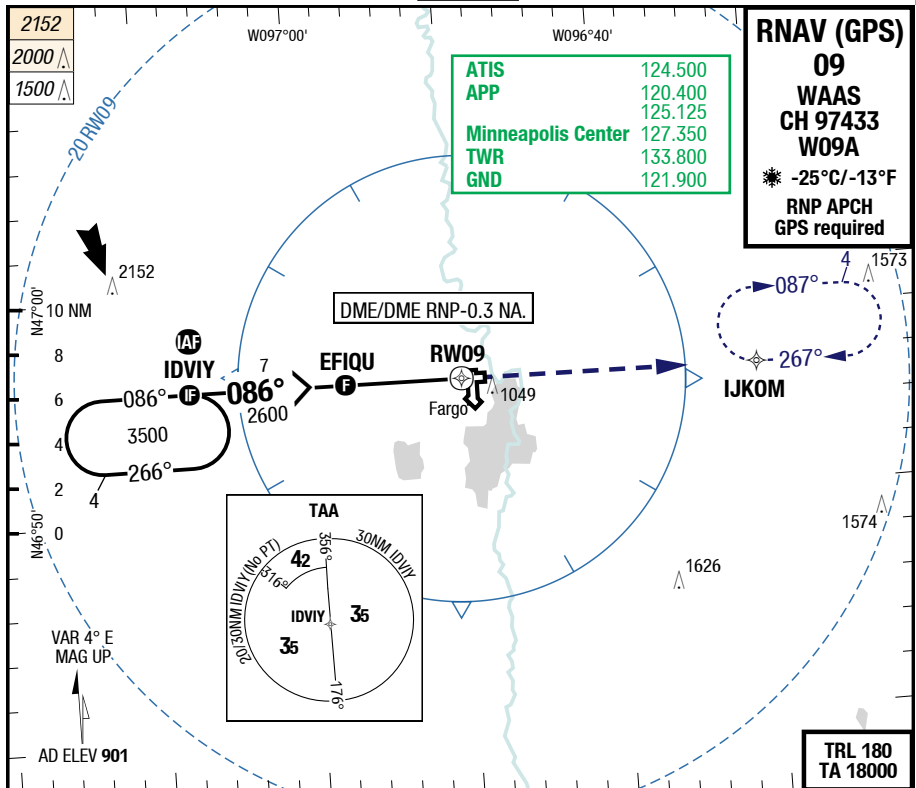 2152
2000
1500
W097°00'
W096°40'
RNAV (GPS)
09
WAAS
CH 97433
W09A
-25°C/-13°F
RNP APCH
GPS required
ATIS 124.500
APP 120.400
125.125
Minneapolis Center 127.350
TWR 133.800
GND 121.900
20 RW09
2152
1573
4
087°
267°
IJKOM
N47°00'
10 NM
8
6
4
2
0
N46°50'
DME/DME RNP-0.3 NA.
IAF
IDVIY
IF
7
086°
2600
EFIQU
F
RW09
1049
Fargo
086°
3500
266°
4
1574
1626
TAA
356°
30NM IDVIY
20/30NM IDVIY(No PT)
316°
42
IDVIY
35
35
176°
VAR 4° E
MAG UP
AD ELEV 901
TRL 180
TA 18000